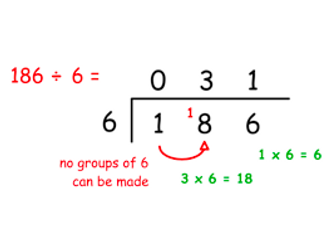 186 ÷ 6 =
0 3 1
6 1 ¹8 6
1 x 6 = 6
no groups of 6
can be made
3 x 6 = 18